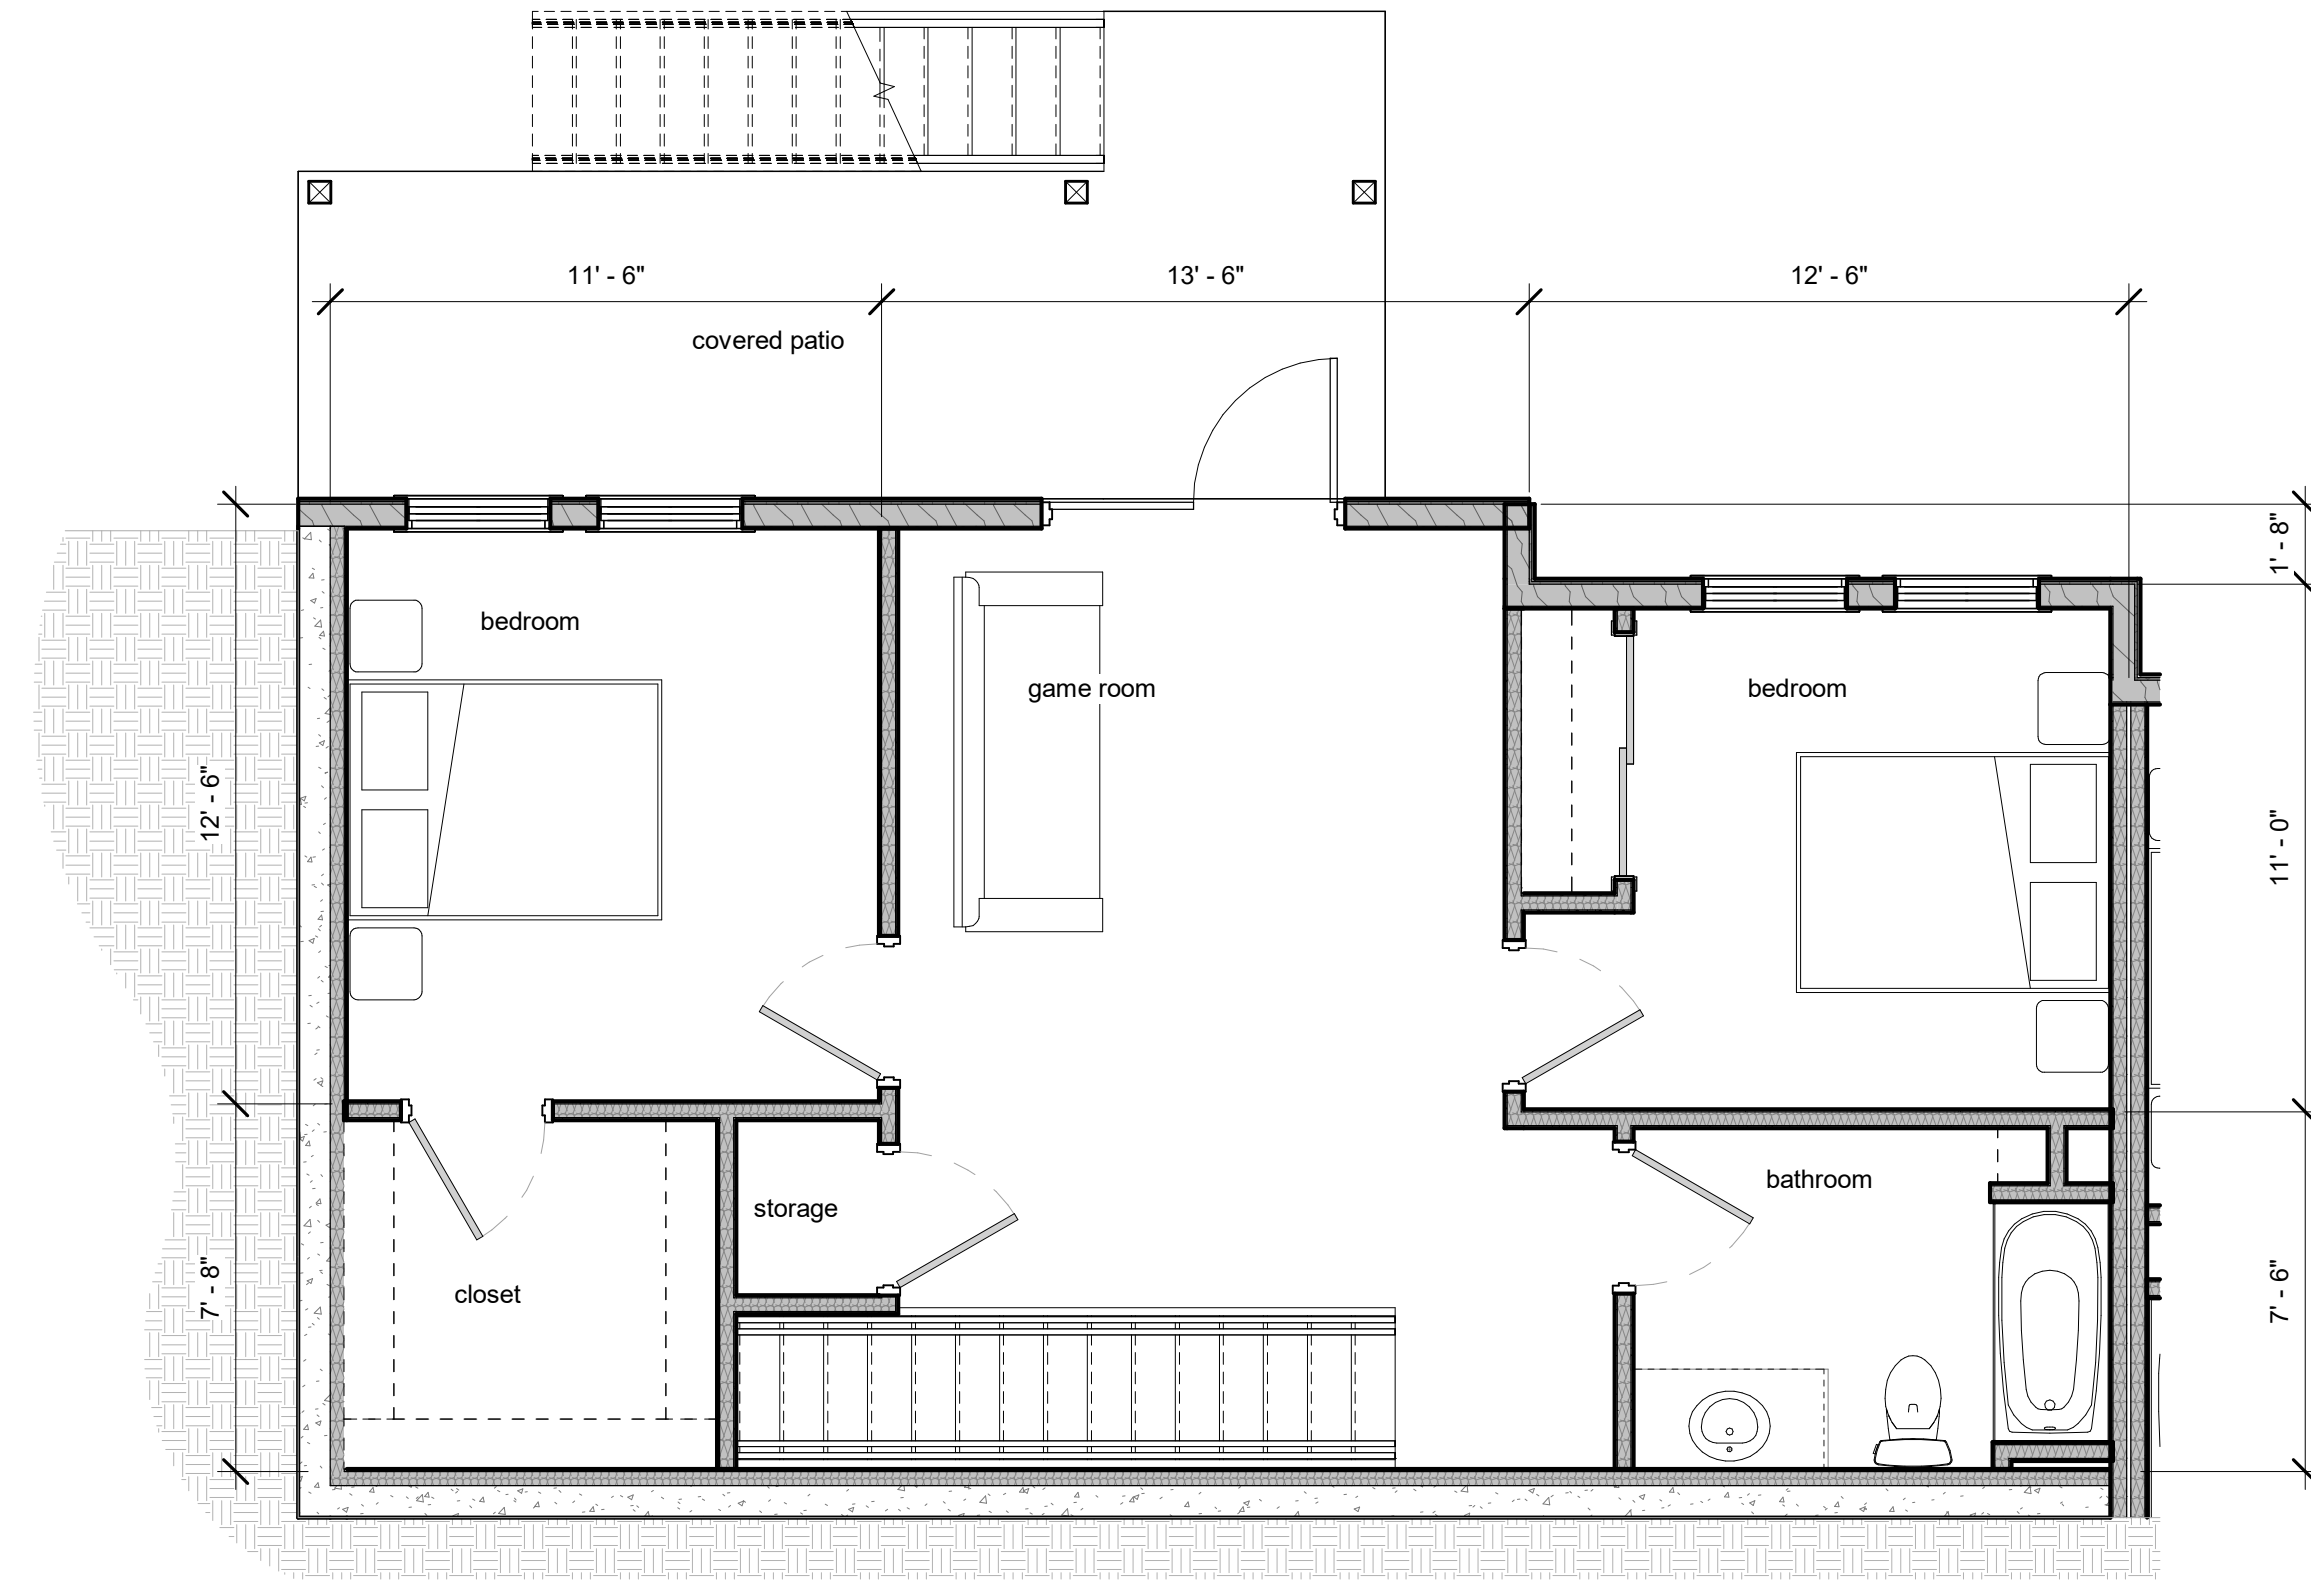 11' - 6"
13' - 6"
12' - 6"
covered patio
1' - 8"
bedroom
game room
bedroom
12' - 6"
11' - 0"
bathroom
storage
closet
7' - 8"
7' - 6"